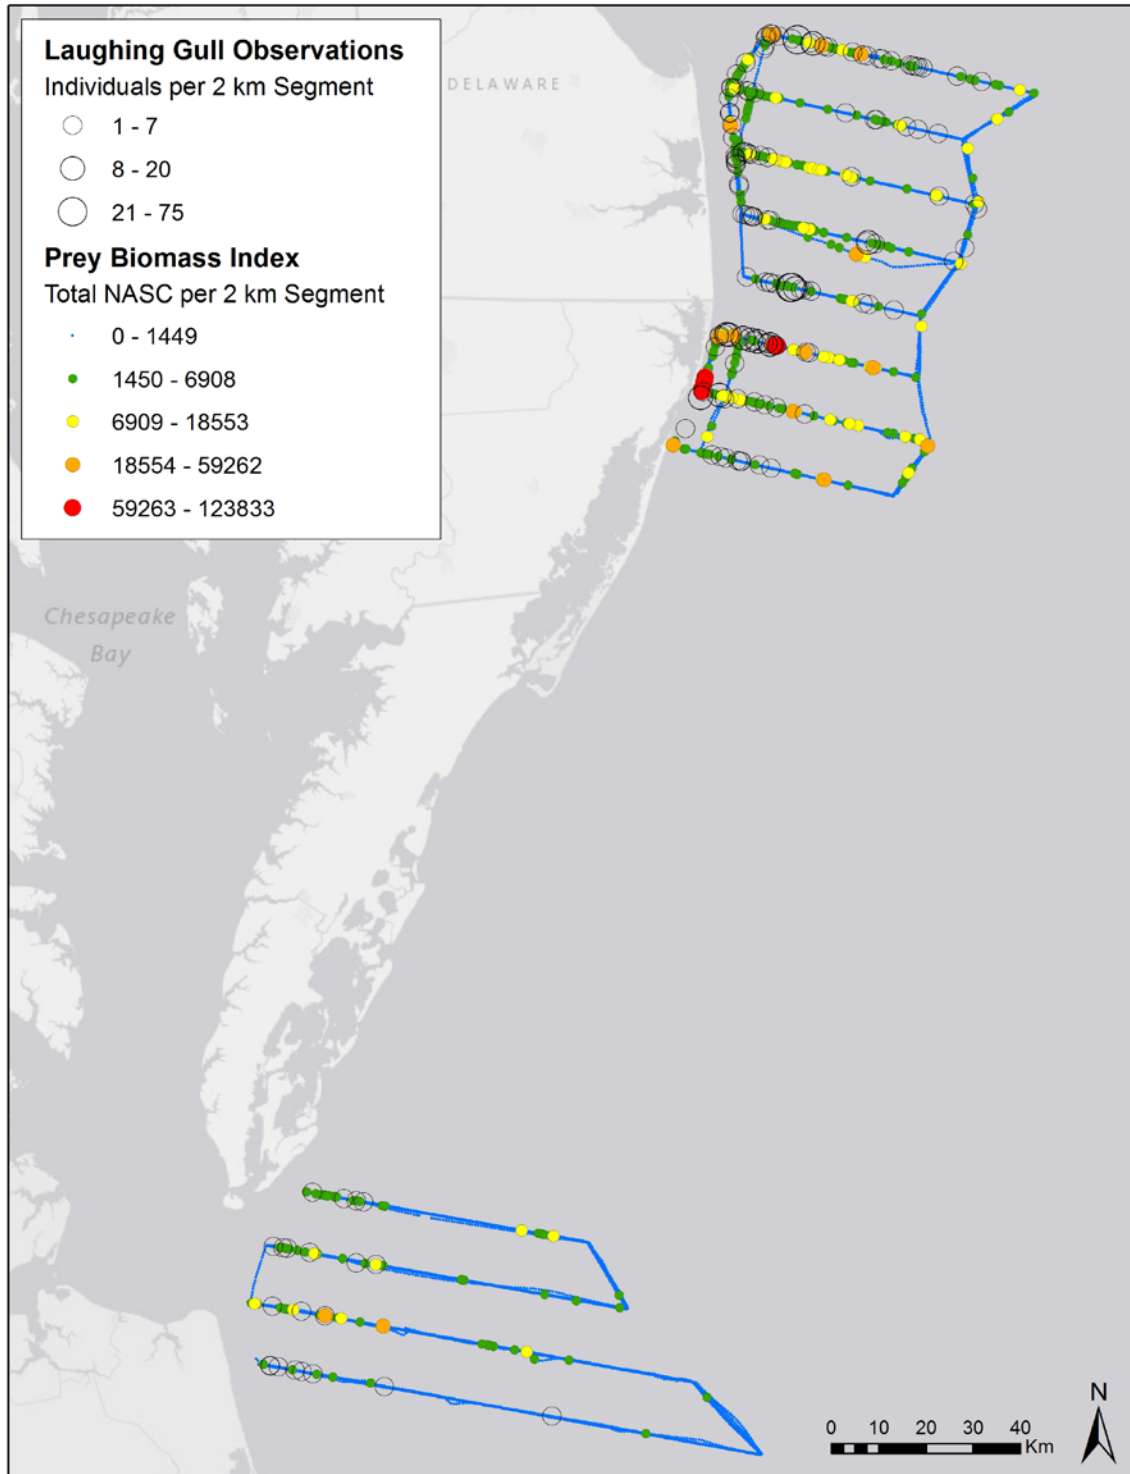 Laughing Gull Observations
Individuals per 2 km Segment
1 - 7
8 - 20
21 - 75
Prey Biomass Index
Total NASC per 2 km Segment
0 - 1449
1450 - 6908
6909 - 18553
18554 - 59262
59263 - 123833
DELAWARE
Chesapeake
Bay
N
0 10 20 30 40
Km